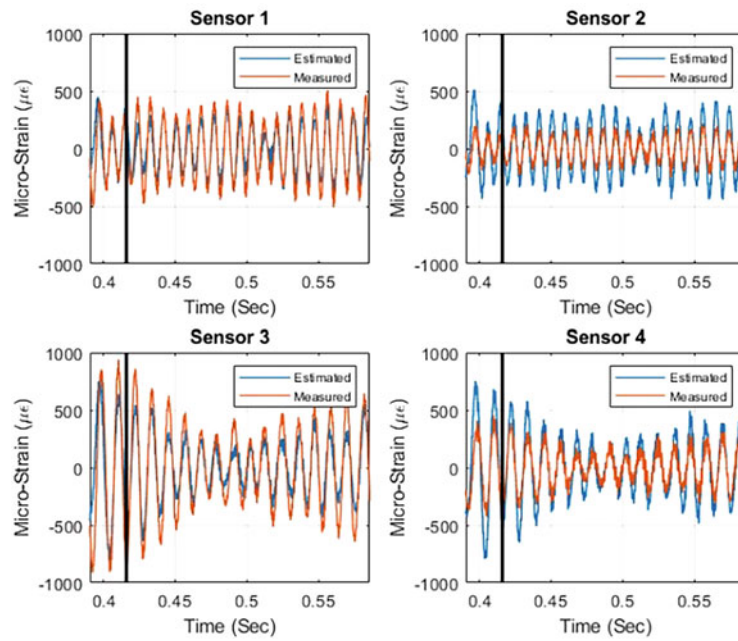 Sensor 1
1000
500
0
-500
-1000
Micro-Strain (με)
Estimated
Measured
0.4 0.45 0.5 0.55
Time (Sec)
Sensor 2
1000
500
0
-500
-1000
Micro-Strain (με)
Estimated
Measured
0.4 0.45 0.5 0.55
Time (Sec)
Sensor 3
1000
500
0
-500
-1000
Micro-Strain (με)
Estimated
Measured
0.4 0.45 0.5 0.55
Time (Sec)
Sensor 4
1000
500
0
-500
-1000
Micro-Strain (με)
Estimated
Measured
0.4 0.45 0.5 0.55
Time (Sec)